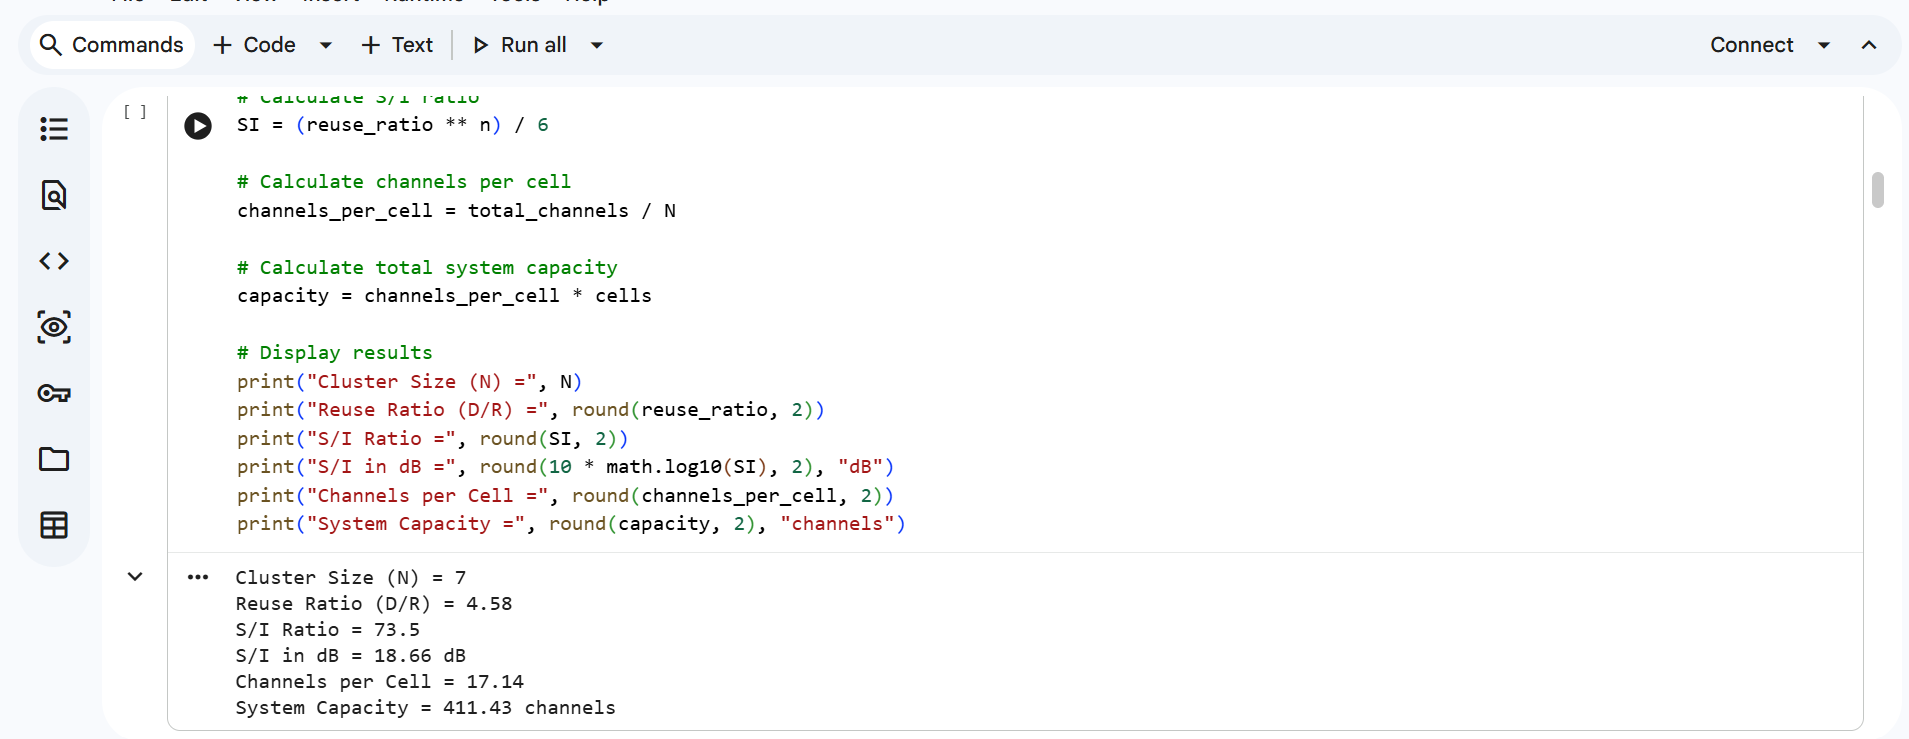 Commands
+ Code
+ Text
Run all
Connect
[ ]
# Calculate S/I ratio
SI = (reuse_ratio ** n) / 6
# Calculate channels per cell
channels_per_cell = total_channels / N
# Calculate total system capacity
capacity = channels_per_cell * cells
# Display results
print("Cluster Size (N) =", N)
print("Reuse Ratio (D/R) =", round(reuse_ratio, 2))
print("S/I Ratio =", round(SI, 2))
print("S/I in dB =", round(10 * math.log10(SI), 2), "dB")
print("Channels per Cell =", round(channels_per_cell, 2))
print("System Capacity =", round(capacity, 2), "channels")
Cluster Size (N) = 7
Reuse Ratio (D/R) = 4.58
S/I Ratio = 73.5
S/I in dB = 18.66 dB
Channels per Cell = 17.14
System Capacity = 411.43 channels